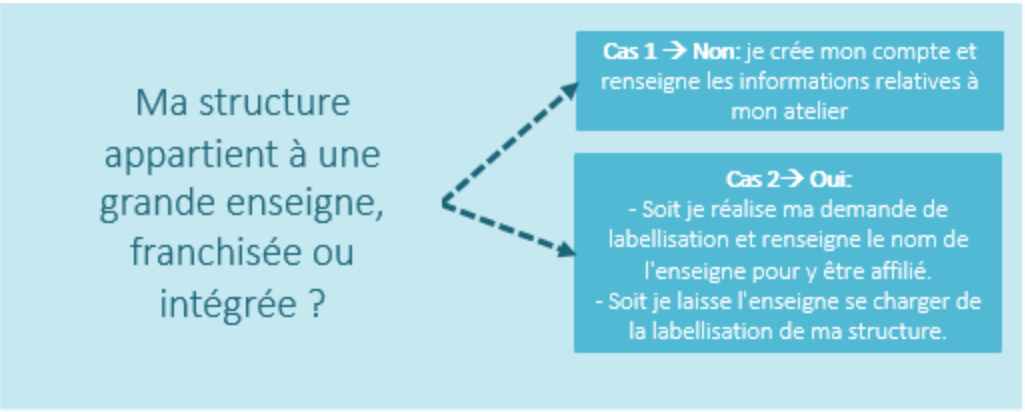 Ma structure
appartient à une
grande enseigne,
franchisée ou
intégrée ?
Cas 1 → Non: je crée mon compte et
renseigne les informations relatives à
mon atelier
Cas 2→ Oui:
- Soit je réalise ma demande de
labellisation et renseigne le nom de
l'enseigne pour y être affilié.
- Soit je laisse l'enseigne se charger de
la labellisation de ma structure.